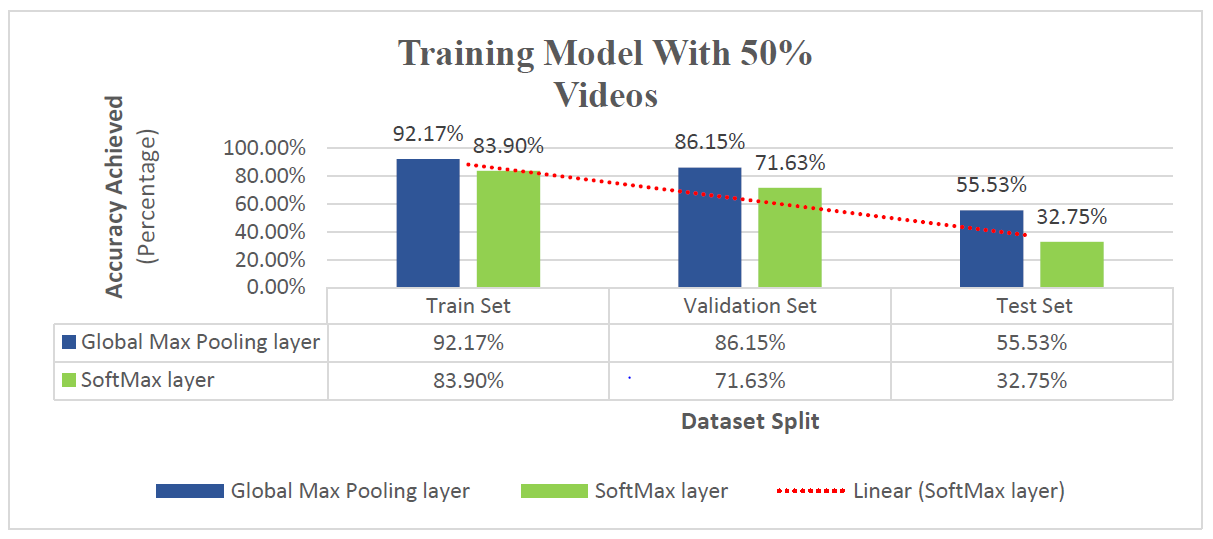 Training Model With 50%
Videos
Accuracy Achieved
(Percentage)
92.17%
83.90%
86.15%
71.63%
55.53%
32.75%
100.00%
80.00%
60.00%
40.00%
20.00%
0.00%
Train Set Validation Set Test Set
Global Max Pooling layer 92.17% 86.15% 55.53%
SoftMax layer 83.90% 71.63% 32.75%
Dataset Split
Global Max Pooling layer SoftMax layer Linear (SoftMax layer)